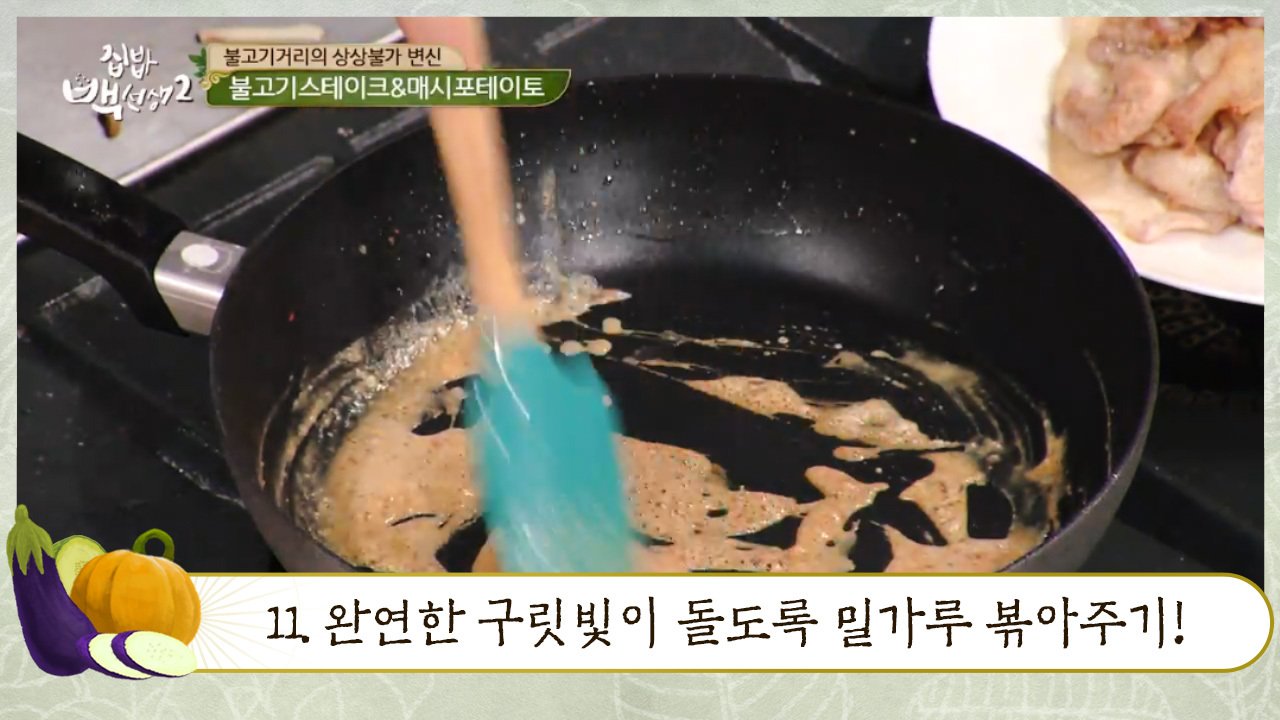 집밥
백선생2
불고기거리의 상상불가 변신
불고기스테이크&매시포테이토
11. 완연한 구릿빛이 돌도록 밀가루 볶아주기!